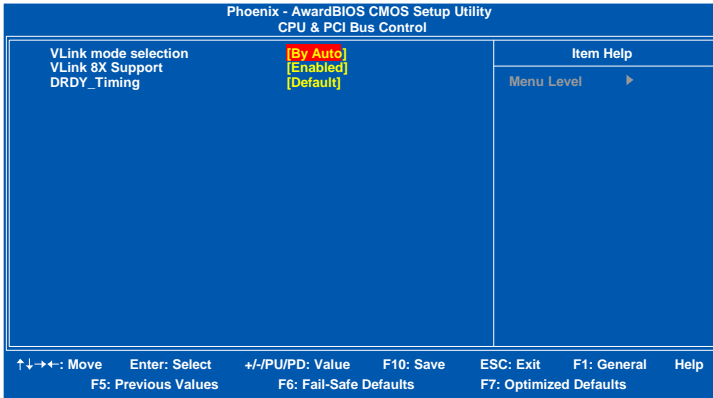 Phoenix - AwardBIOS CMOS Setup Utility
CPU & PCI Bus Control
VLink mode selection [By Auto]
VLink 8X Support [Enabled]
DRDY_Timing [Default]
Item Help
Menu Level ▶
↑↓→←: Move Enter: Select +/-/PU/PD: Value F10: Save ESC: Exit F1: General Help
F5: Previous Values F6: Fail-Safe Defaults F7: Optimized Defaults